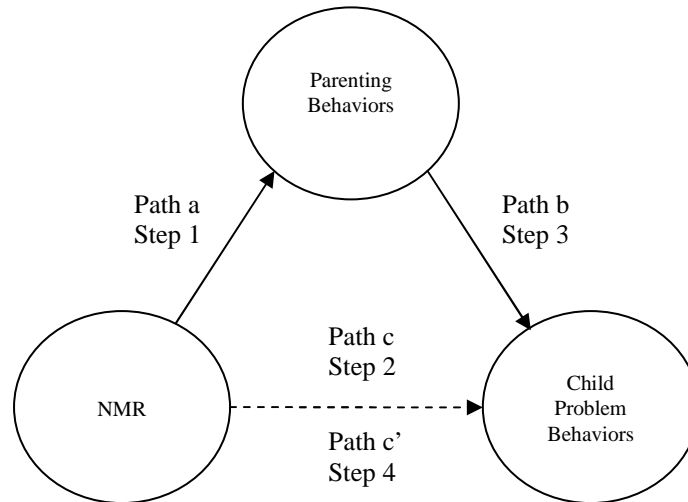 Parenting
Behaviors
Path a
Step 1
Path b
Step 3
Path c
Step 2
NMR
Child
Problem
Behaviors
Path c’
Step 4